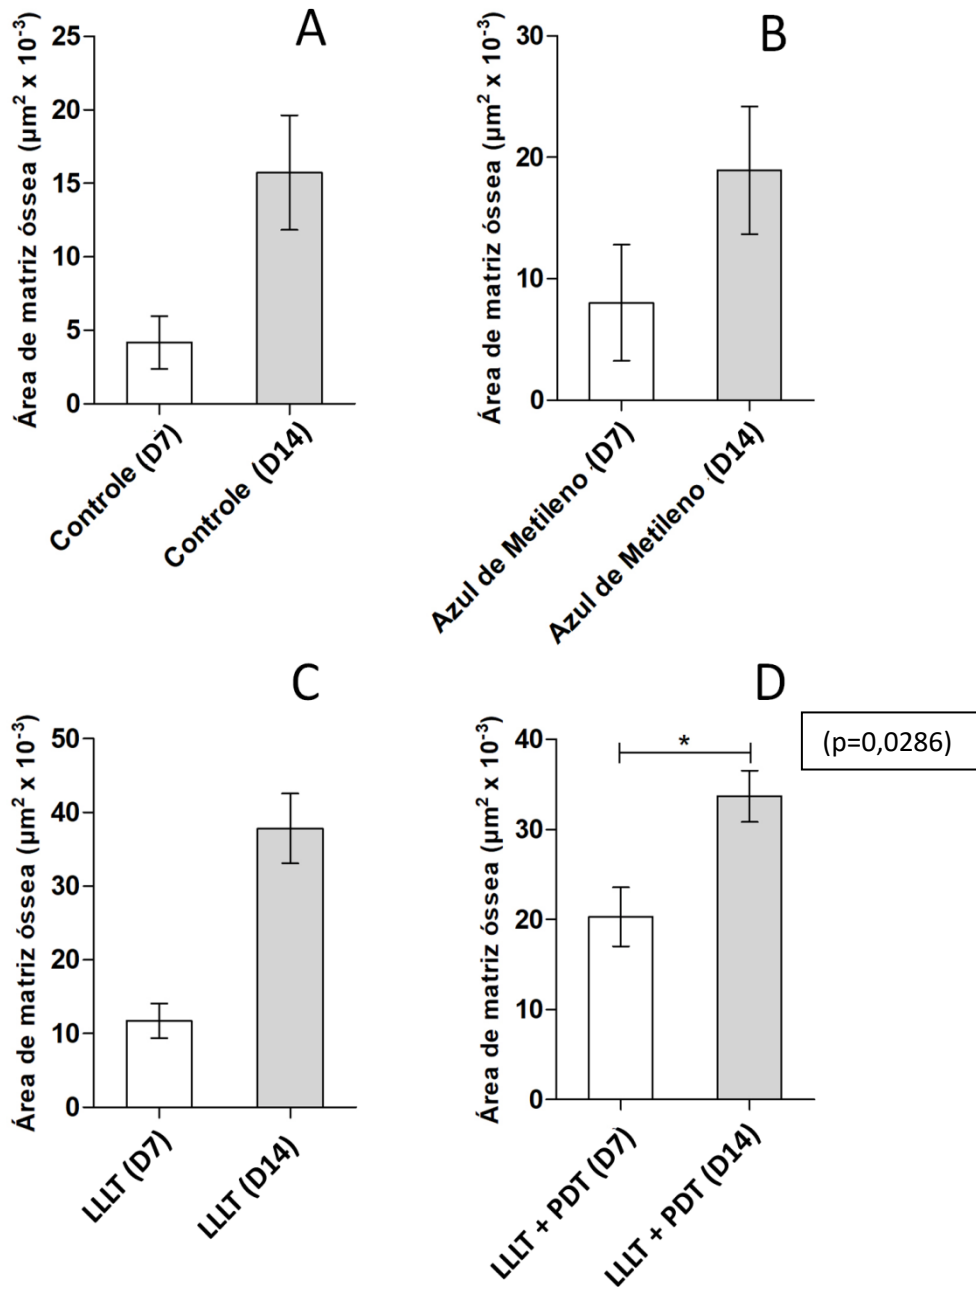 A
Área de matriz óssea (µm² x 10⁻³)
25
20
15
10
5
0
Controle (D7)
Controle (D14)
B
Área de matriz óssea (µm² x 10⁻³)
30
20
10
0
Azul de Metileno (D7)
Azul de Metileno (D14)
C
Área de matriz óssea (µm² x 10⁻³)
50
40
30
20
10
0
LLLT (D7)
LLLT (D14)
D
(p=0,0286)
Área de matriz óssea (µm² x 10⁻³)
40
30
20
10
0
*
LLLT + PDT (D7)
LLLT + PDT (D14)